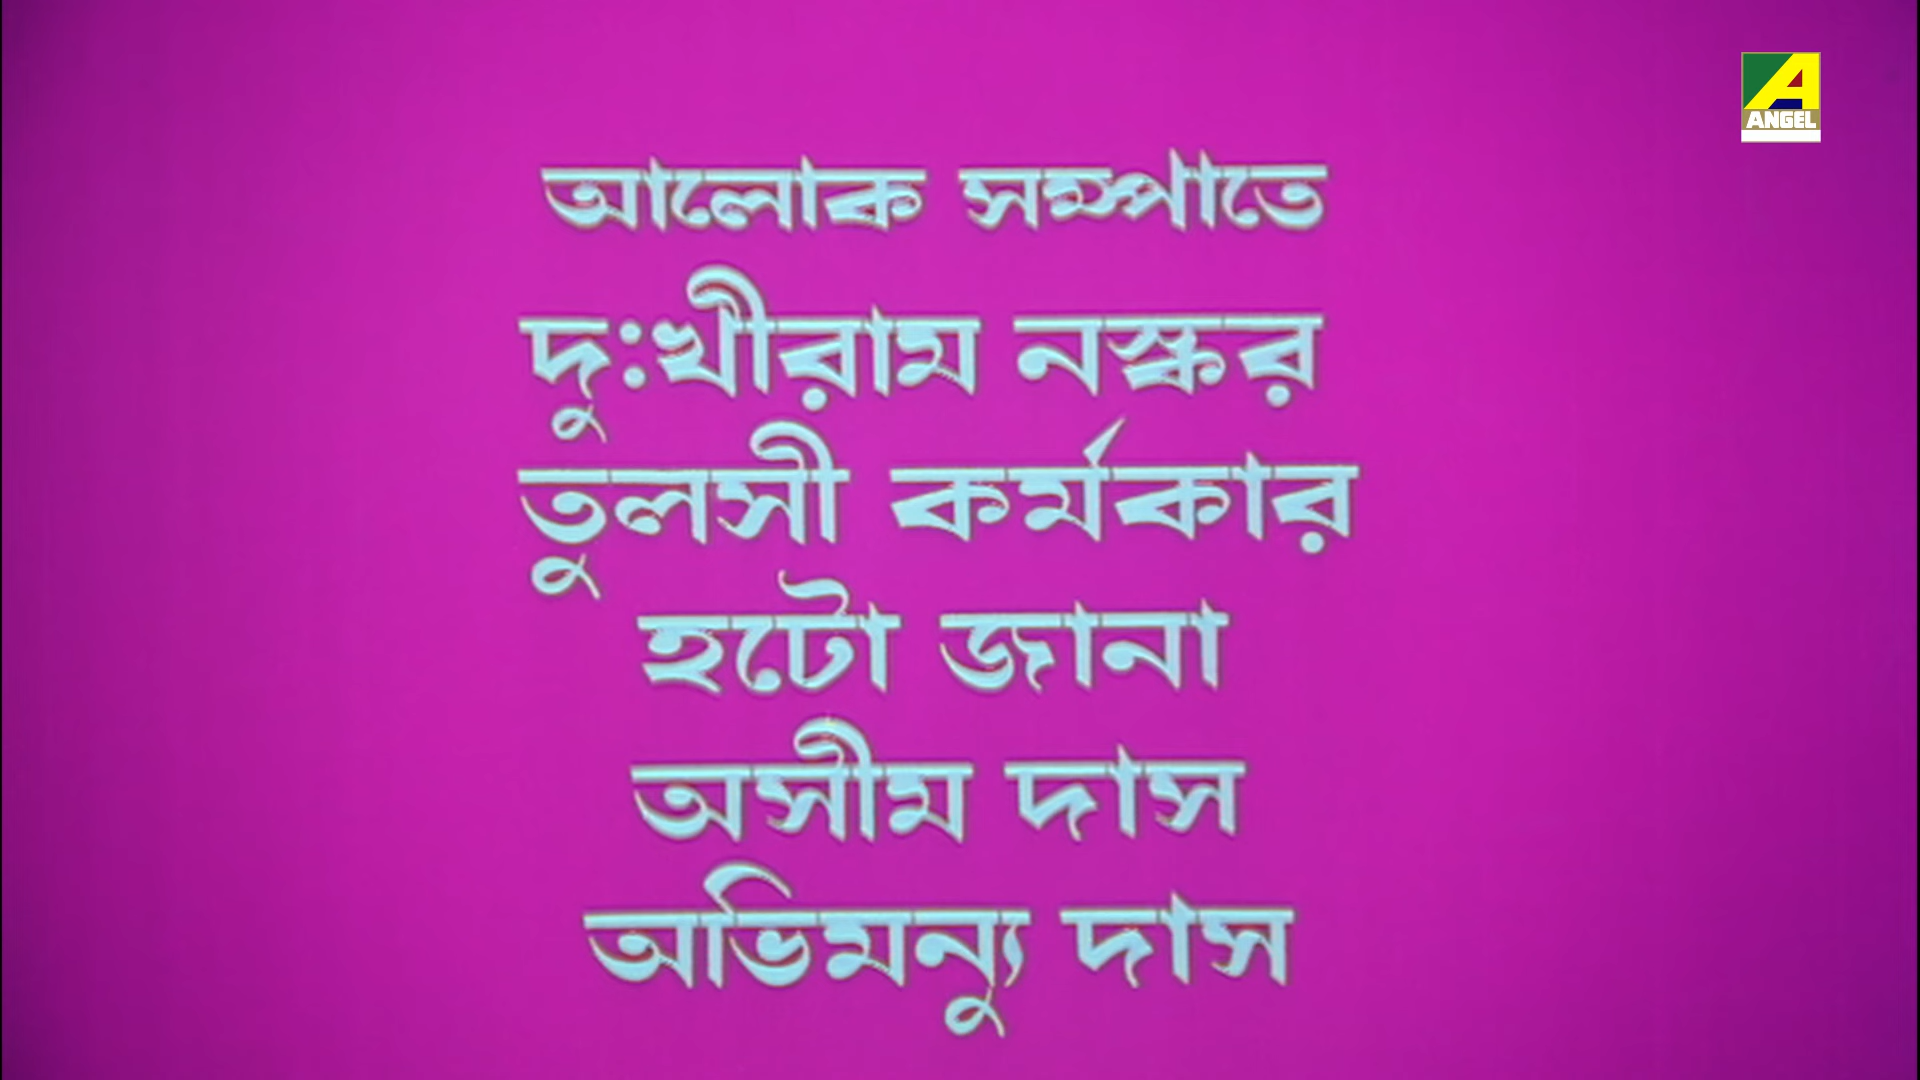 আলোক সম্পাতে
দু:খীরাম নস্কর
তুলসী কর্মকার
হটো জানা
অসীম দাস
অভিমন্যু দাস
A
ANGEL